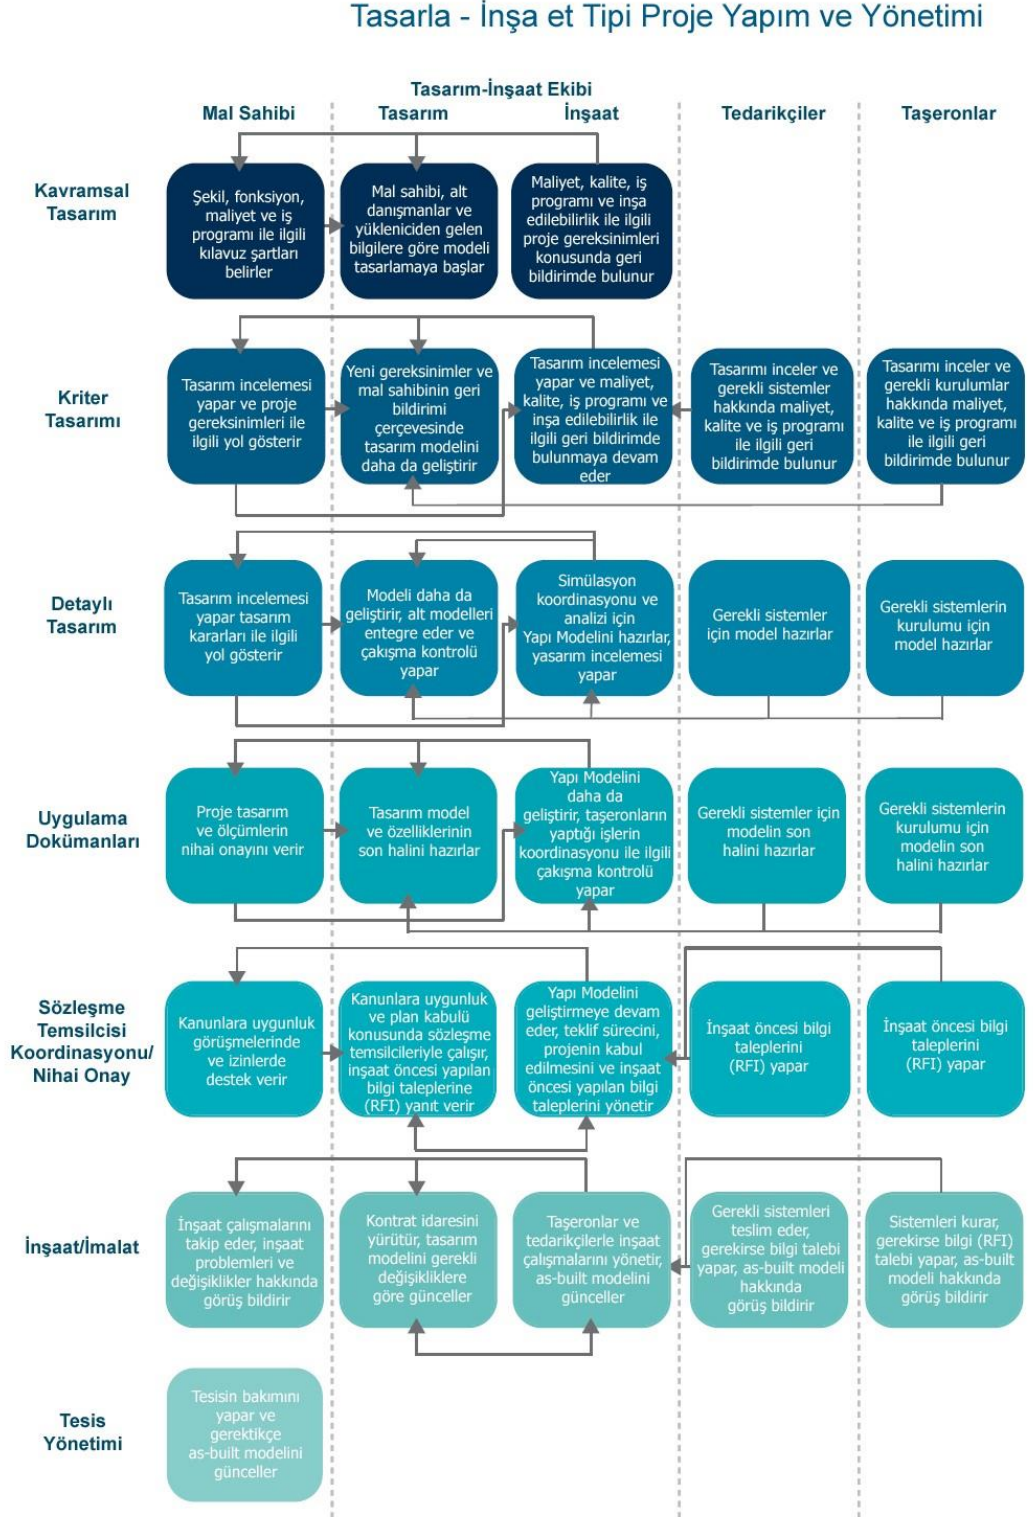 Tasarla - İnşa et Tipi Proje Yapım ve Yönetimi
Tasarım-İnşaat Ekibi
Mal Sahibi
Tasarım
İnşaat
Tedarikçiler
Taşeronlar
Kavramsal
Tasarım
Şekil, fonksiyon,
maliyet ve iş
programı ile ilgili
kılavuz şartları
belirler
Mal sahibi, alt
danışmanlar ve
yükleniciden gelen
bilgilere göre modeli
tasarlamaya başlar
Maliyet, kalite, iş
programı ve inşa
edilebilirlik ile ilgili
proje gereksinimleri
konusunda geri
bildirimde bulunur
Kriter
Tasarımı
Tasarım incelemesi
yapar ve proje
gereksinimleri ile
ilgili yol gösterir
Yeni gereksinimler ve
mal sahibinin geri
bildirimi
çerçevesinde
tasarım modelini
daha da geliştirir
Tasarım incelemesi
yapar ve maliyet,
kalite, iş programı ve
inşa edilebilirlik ile
ilgili geri bildirimde
bulunmaya devam
eder
Tasarımı inceler ve
gerekli sistemler
hakkında maliyet,
kalite ve iş programı
ile ilgili geri
bildirimde bulunur
Tasarımı inceler ve
gerekli kurulumlar
hakkında maliyet,
kalite ve iş programı
ile ilgili geri
bildirimde bulunur
Detaylı
Tasarım
Tasarım incelemesi
yapar tasarım
kararları ile ilgili
yol gösterir
Modeli daha da
geliştirir, alt modelleri
entegre eder ve
çakışma kontrolü
yapar
Simülasyon
koordinasyonu ve
analizi için
Yapı Modelini hazırlar,
yasarım incelemesi
yapar
Gerekli sistemler
için model hazırlar
Gerekli sistemlerin
kurulumu için
model hazırlar
Uygulama
Dokümanları
Proje tasarım
ve ölçümlerin
nihai onayını verir
Tasarım model
ve özelliklerinin
son halini hazırlar
Yapı Modelini
daha da
geliştirir, taşeronların
yaptığı işlerin
koordinasyonu ile ilgili
çakışma kontrolü
yapar
Gerekli sistemler için
modelin son
halini hazırlar
Gerekli sistemlerin
kurulumu için
modelin son
halini hazırlar
Sözleşme
Temsilcisi
Koordinasyonu/
Nihai Onay
Kanunlara uygunluk
görüşmelerinde
ve izinlerde
destek verir
Kanunlara uygunluk
ve plan kabulü
konusunda sözleşme
temsilcileriyle çalışır,
inşaat öncesi yapılan
bilgi taleplerine
(RFI) yanıt verir
Yapı Modelini
geliştirmeye devam
eder, teklif sürecini,
projenin kabul
edilmesini ve inşaat
öncesi yapılan bilgi
taleplerini yönetir
İnşaat öncesi bilgi
taleplerini
(RFI) yapar
İnşaat öncesi bilgi
taleplerini
(RFI) yapar
İnşaat/İmalat
İnşaat çalışmalarını
takip eder, inşaat
problemleri ve
değişiklikler hakkında
görüş bildirir
Kontrat idaresini
yürütür, tasarım
modelini gerekli
değişikliklere
göre günceller
Taşeronlar ve
tedarikçilerle inşaat
çalışmalarını yönetir,
as-built modelini
günceller
Gerekli sistemleri
teslim eder,
gerekirse bilgi talebi
yapar, as-built modeli
hakkında
görüş bildirir
Sistemleri kurar,
gerekirse bilgi (RFI)
talebi yapar, as-built
modeli hakkında
görüş bildirir
Tesis
Yönetimi
Tesisin bakımını
yapar ve
gerektikçe
as-built modelini
günceller